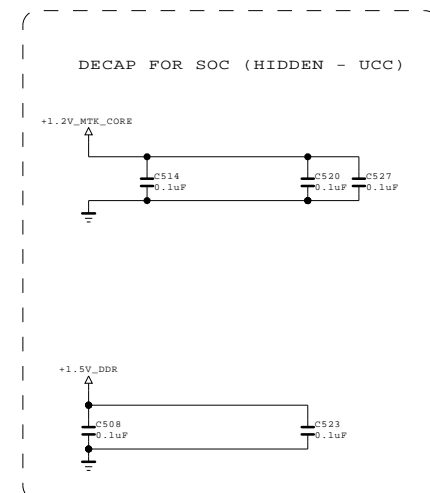 DECAP FOR SOC (HIDDEN - UCC)
+1.2V_MTK_CORE
C514
0.1uF
C520
0.1uF
C527
0.1uF
+1.5V_DDR
C508
0.1uF
C523
0.1uF